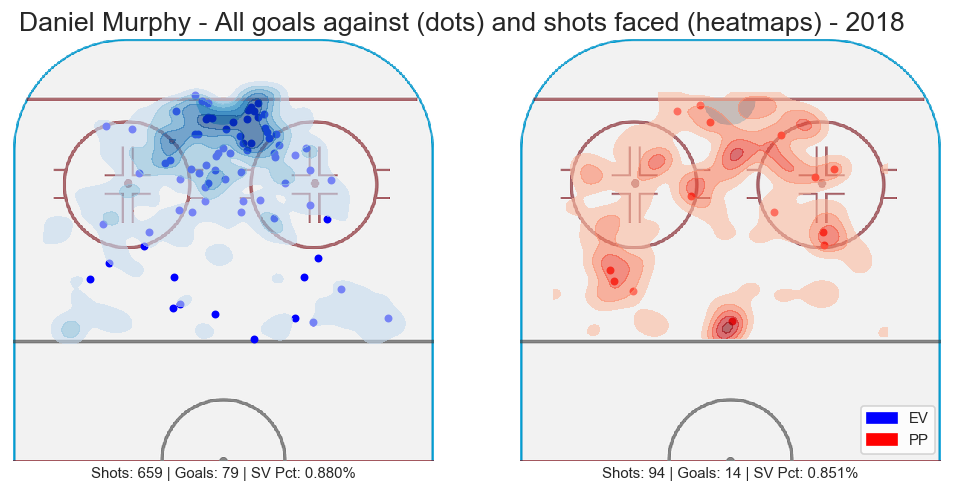 Daniel Murphy - All goals against (dots) and shots faced (heatmaps) - 2018
EV
PP
Shots: 659 | Goals: 79 | SV Pct: 0.880%
Shots: 94 | Goals: 14 | SV Pct: 0.851%